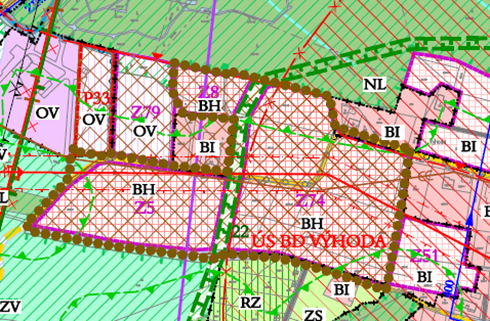 NL
Z8
BH
P33
OV
OV
Z79
OV
BI
BI
BI
BH
Z5
Z74
BH
22
ÚS BD VÝHODA
Z51
BI
BI
RZ
ZS
ZV